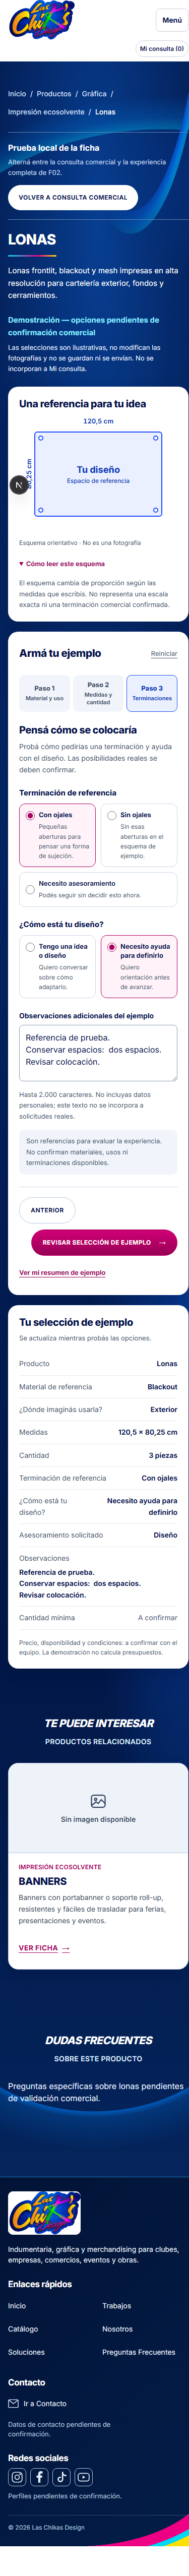 Las
Chikas
Design
Menú
Mi consulta (0)
Inicio / Productos / Gráfica /
Impresión ecosolvente / Lonas
Prueba local de la ficha
Alterná entre la consulta comercial y la experiencia
completa de F02.
VOLVER A CONSULTA COMERCIAL
LONAS
Lonas frontlit, blackout y mesh impresas en alta
resolución para cartelería exterior, fondos y
cerramientos.
Demostración — opciones pendientes de
confirmación comercial
Las selecciones son ilustrativas, no modifican las
fotografías y no se guardan ni se envían. No se
incorporan a Mi consulta.
Una referencia para tu idea
120,5 cm
80,25 cm
Tu diseño
Espacio de referencia
N
Esquema orientativo · No es una fotografía
▼ Cómo leer este esquema
El esquema cambia de proporción según las
medidas que escribís. No representa una escala
exacta ni una terminación comercial confirmada.
Armá tu ejemplo
Reiniciar
Paso 1
Material y uso
Paso 2
Medidas y
cantidad
Paso 3
Terminaciones
Pensá cómo se colocaría
Probá cómo pedirías una terminación y ayuda
con el diseño. Las posibilidades reales se
deben confirmar.
Terminación de referencia
Con ojales
Pequeñas
aberturas para
pensar una forma
de sujeción.
Sin ojales
Sin esas
aberturas en el
esquema de
ejemplo.
Necesito asesoramiento
Podés seguir sin decidir esto ahora.
¿Cómo está tu diseño?
Tengo una idea
o diseño
Quiero conversar
sobre cómo
adaptarlo.
Necesito ayuda
para definirlo
Quiero
orientación antes
de avanzar.
Observaciones adicionales del ejemplo
Referencia de prueba.
Conservar espacios:  dos espacios.
Revisar colocación.
Hasta 2.000 caracteres. No incluyas datos
personales; este texto no se incorpora a
solicitudes reales.
Son referencias para evaluar la experiencia.
No confirman materiales, usos ni
terminaciones disponibles.
ANTERIOR
REVISAR SELECCIÓN DE EJEMPLO →
Ver mi resumen de ejemplo
Tu selección de ejemplo
Se actualiza mientras probás las opciones.
Producto Lonas
Material de referencia Blackout
¿Dónde imaginás usarla? Exterior
Medidas 120,5 × 80,25 cm
Cantidad 3 piezas
Terminación de referencia Con ojales
¿Cómo está tu
diseño?
Necesito ayuda para
definirlo
Asesoramiento solicitado Diseño
Observaciones
Referencia de prueba.
Conservar espacios:  dos espacios.
Revisar colocación.
Cantidad mínima A confirmar
Precio, disponibilidad y condiciones: a confirmar con el
equipo. La demostración no calcula presupuestos.
TE PUEDE INTERESAR
PRODUCTOS RELACIONADOS
Sin imagen disponible
IMPRESIÓN ECOSOLVENTE
BANNERS
Banners con portabanner o soporte roll-up,
resistentes y fáciles de trasladar para ferias,
presentaciones y eventos.
VER FICHA →
DUDAS FRECUENTES
SOBRE ESTE PRODUCTO
Preguntas específicas sobre lonas pendientes
de validación comercial.
Las
Chikas
Design
Indumentaria, gráfica y merchandising para clubes,
empresas, comercios, eventos y obras.
Enlaces rápidos
Inicio Trabajos
Catálogo Nosotros
Soluciones Preguntas Frecuentes
Contacto
Ir a Contacto
Datos de contacto pendientes de
confirmación.
Redes sociales
Perfiles pendientes de confirmación.
© 2026 Las Chikas Design